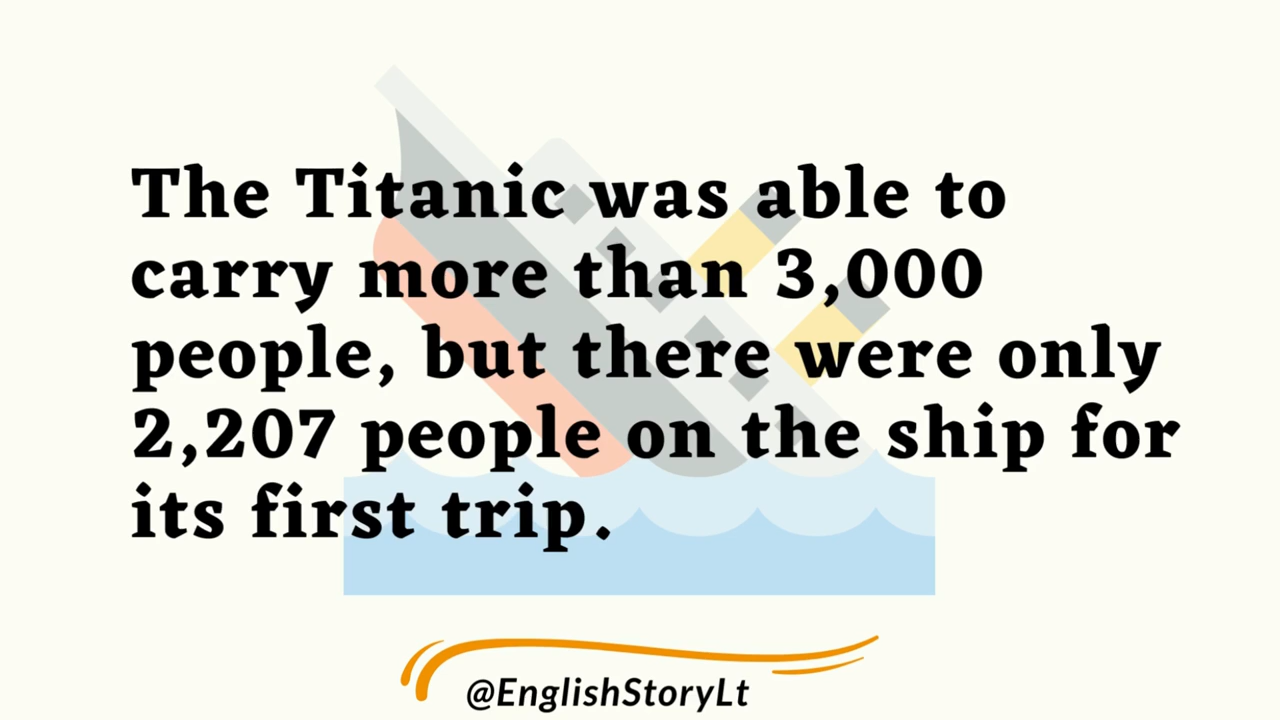 The Titanic was able to
carry more than 3,000
people, but there were only
2,207 people on the ship for
its first trip.
@EnglishStoryLt